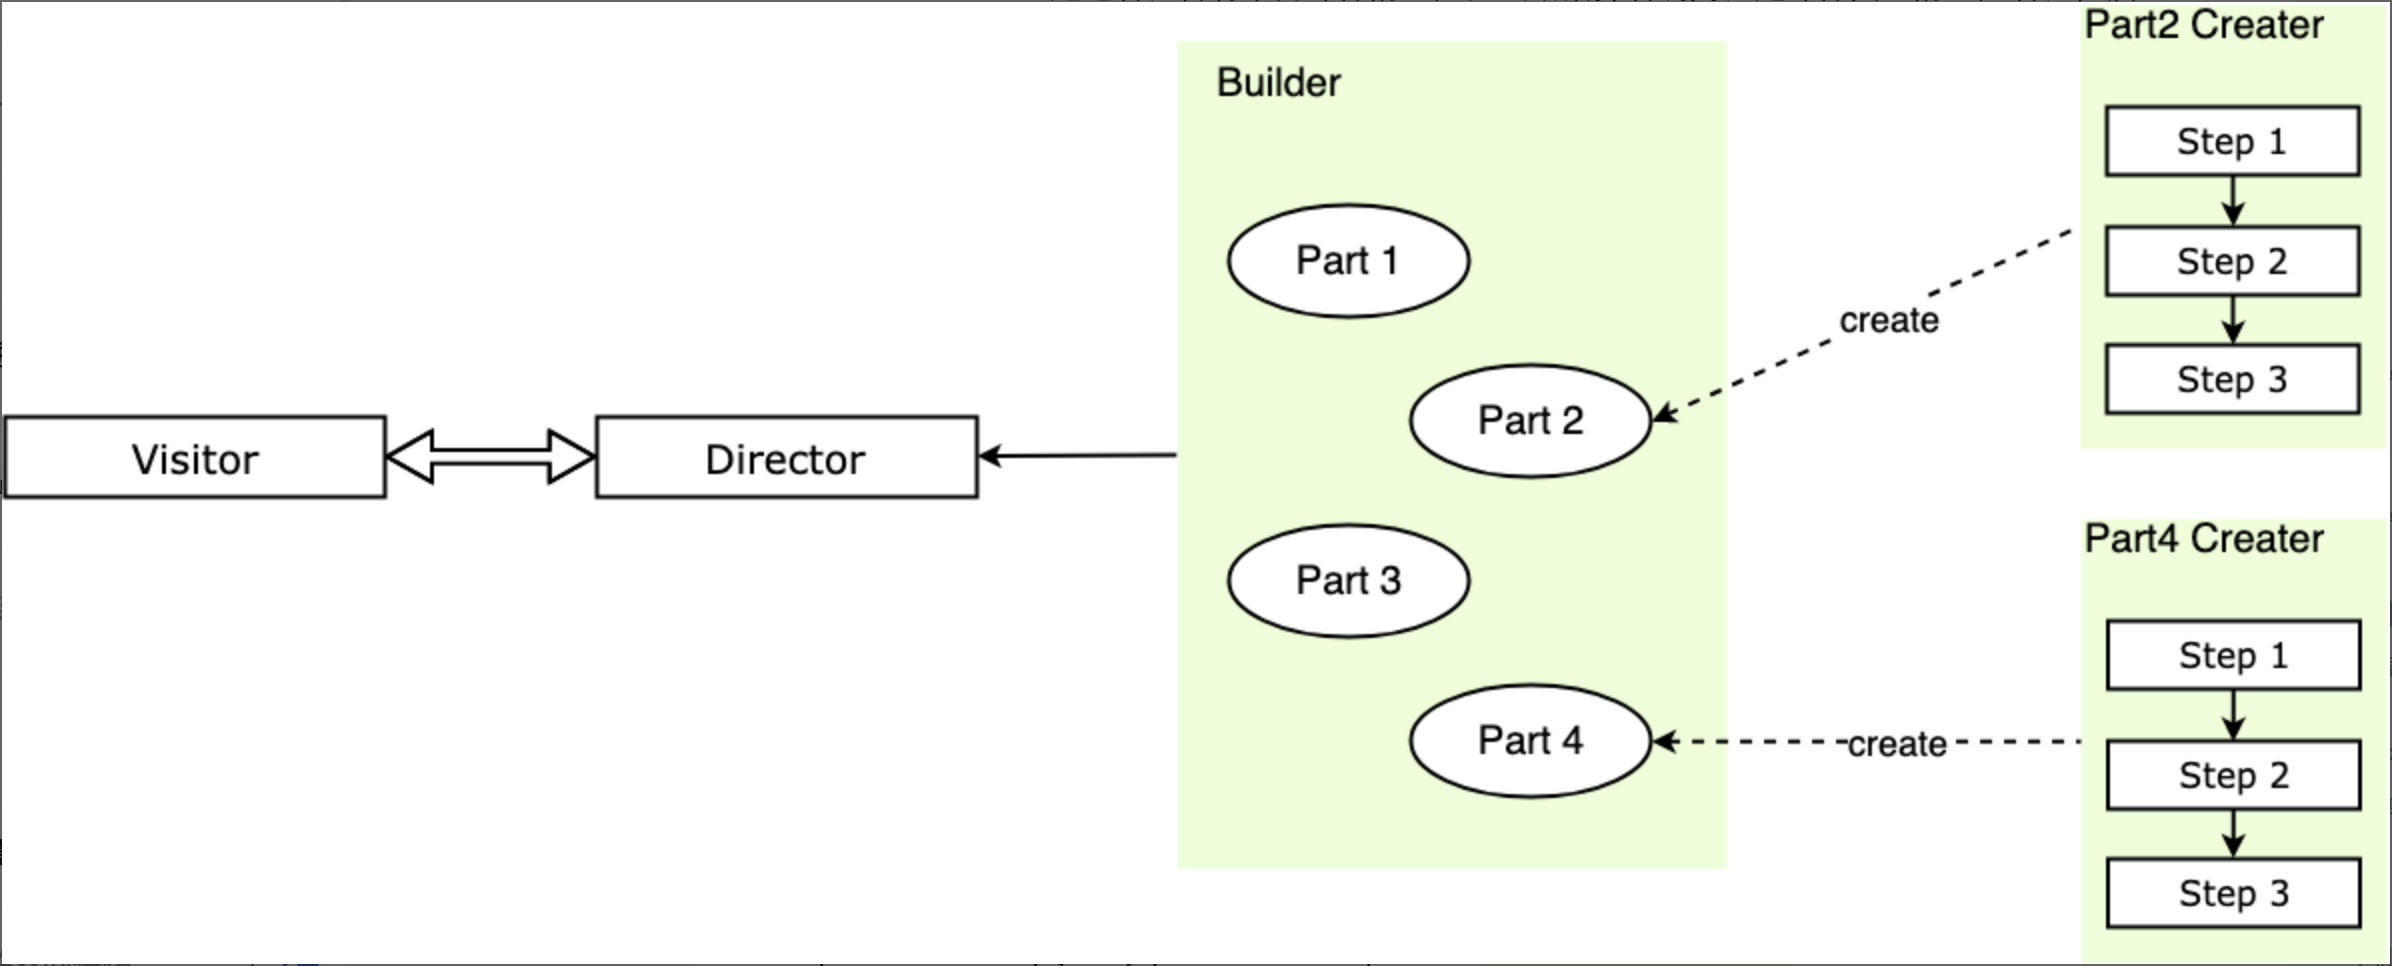 Visitor
Director
Builder
Part 1
Part 2
Part 3
Part 4
create
create
Part2 Creater
Step 1
Step 2
Step 3
Part4 Creater
Step 1
Step 2
Step 3